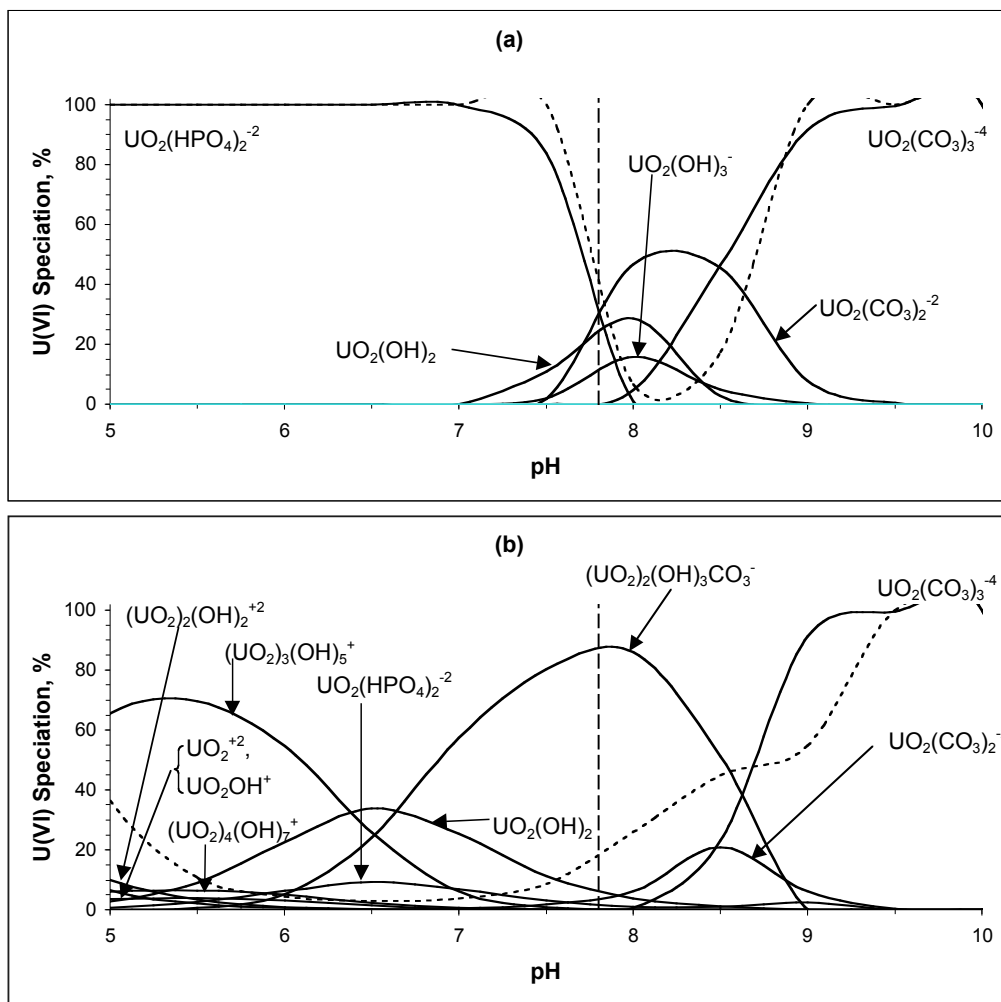 (a)
U(VI) Speciation, %
100
80
60
40
20
0
UO₂(HPO₄)₂⁻²
UO₂(OH)₃⁻
UO₂(CO₃)₃⁻⁴
UO₂(OH)₂
UO₂(CO₃)₂⁻²
5 6 7 8 9 10
pH
(b)
U(VI) Speciation, %
100
80
60
40
20
0
(UO₂)₂(OH)₃CO₃⁻
UO₂(CO₃)₃⁻⁴
(UO₂)₂(OH)₂⁺²
(UO₂)₃(OH)₅⁺
UO₂(HPO₄)₂⁻²
UO₂⁺²,
UO₂OH⁺
UO₂(CO₃)₂⁻
(UO₂)₄(OH)₇⁺
UO₂(OH)₂
5 6 7 8 9 10
pH